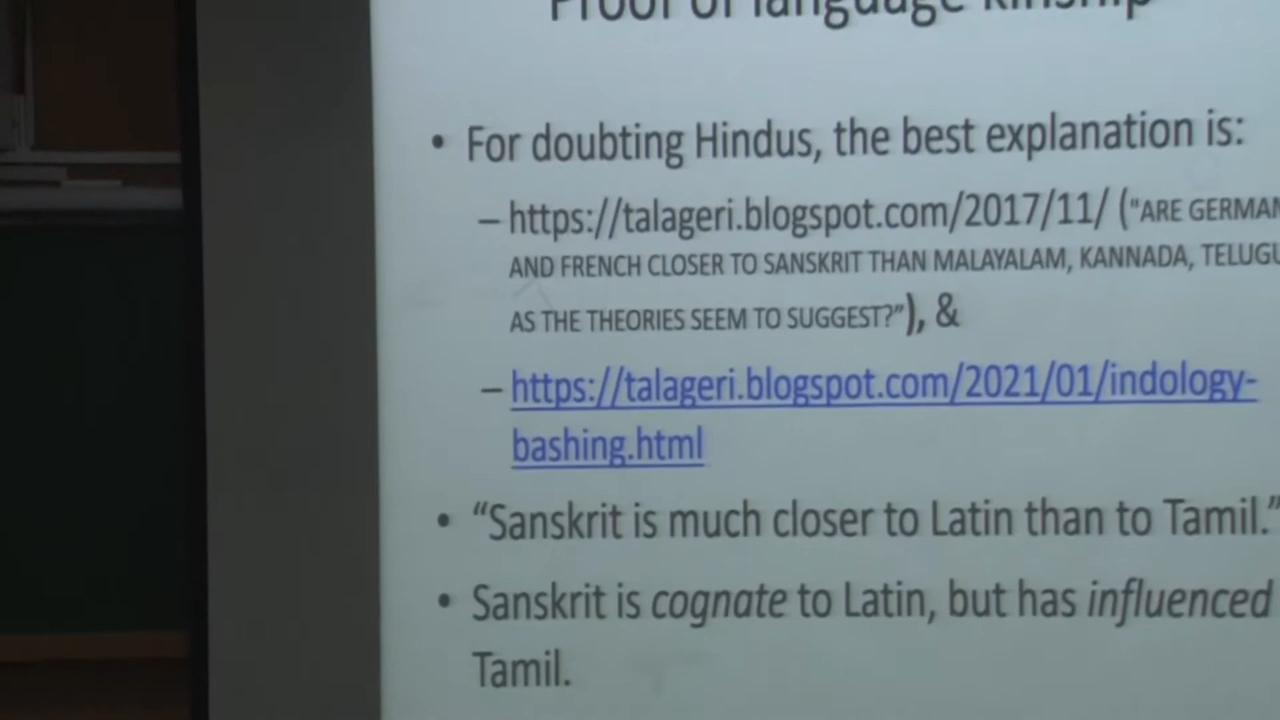 Proof of language kinship
• For doubting Hindus, the best explanation is:
– https://talageri.blogspot.com/2017/11/ ("ARE GERMAN
AND FRENCH CLOSER TO SANSKRIT THAN MALAYALAM, KANNADA, TELUGU
AS THE THEORIES SEEM TO SUGGEST?"), &
– https://talageri.blogspot.com/2021/01/indology-
bashing.html
• “Sanskrit is much closer to Latin than to Tamil.”
• Sanskrit is cognate to Latin, but has influenced
Tamil.